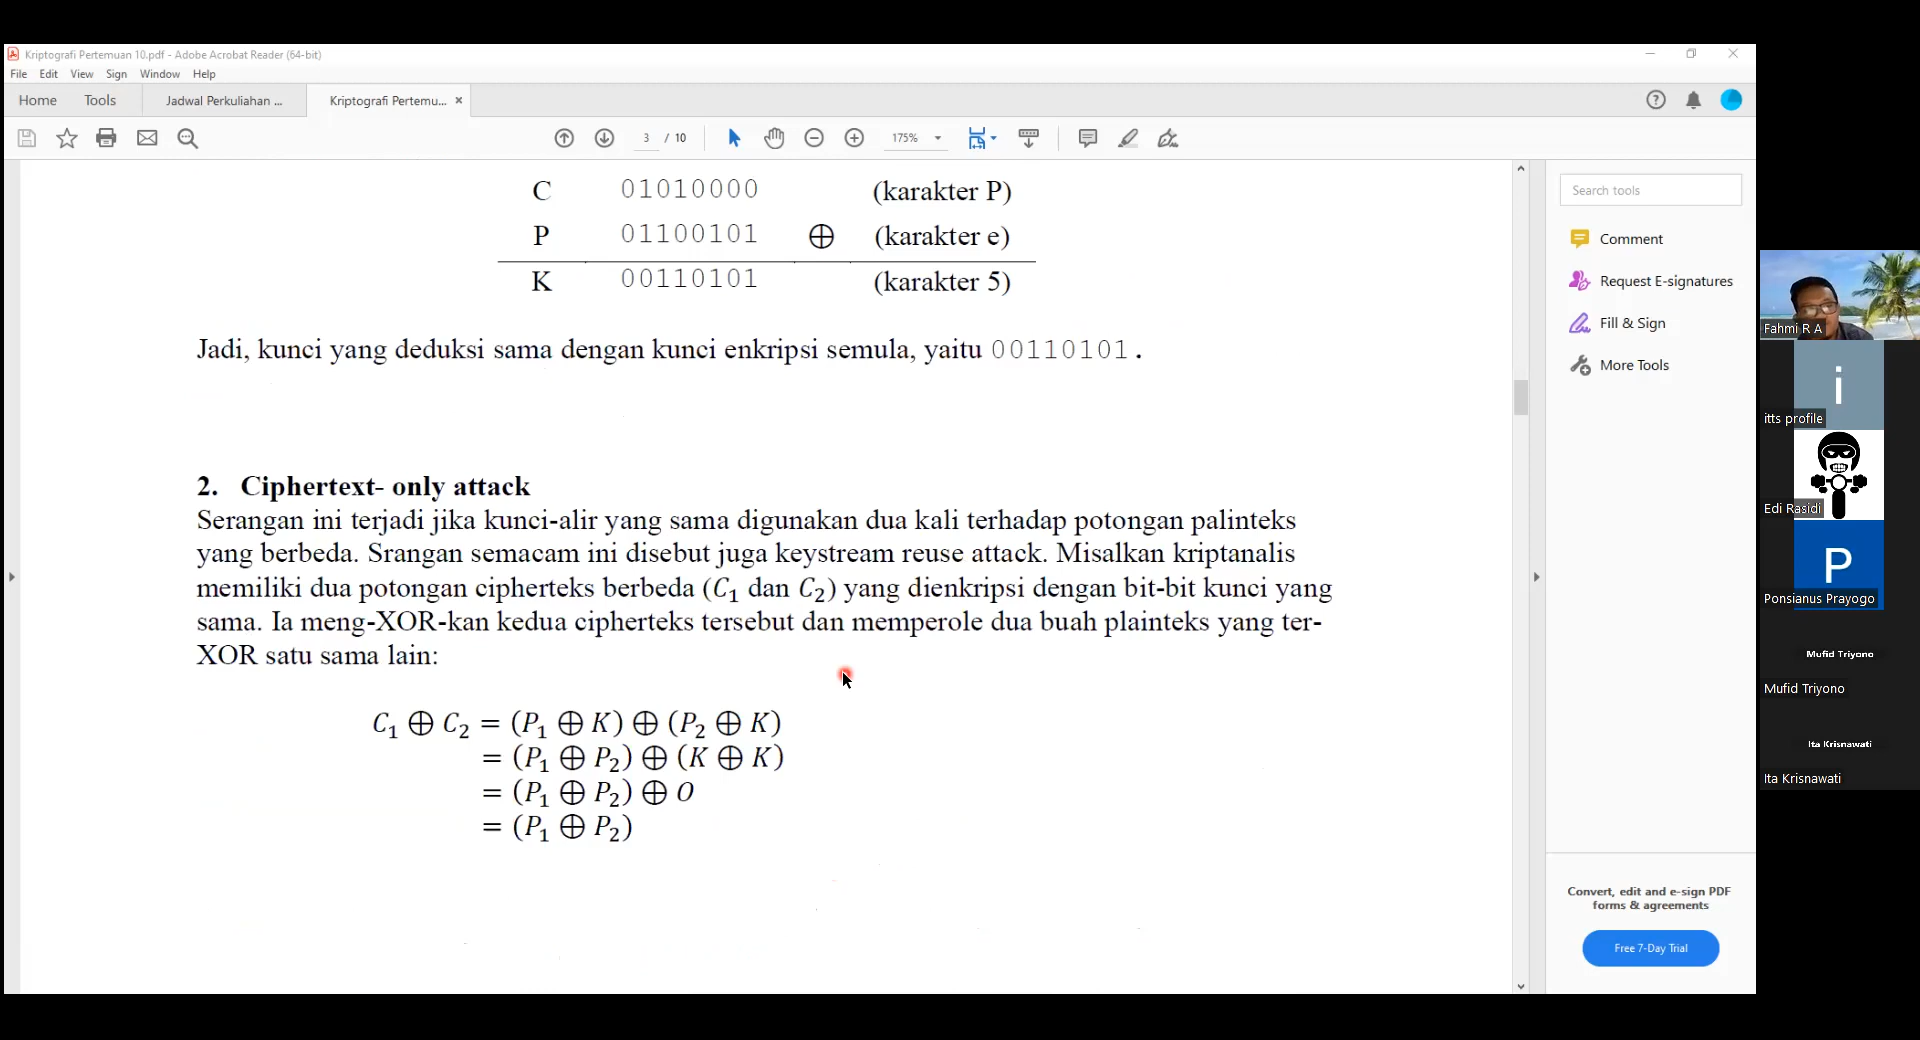 Kriptografi Pertemuan 10.pdf - Adobe Acrobat Reader (64-bit)
File Edit View Sign Window Help
Home Tools Jadwal Perkuliahan ... Kriptografi Pertemu... ×
3 / 10 175%
C 01010000 (karakter P)
P 01100101 ⊕ (karakter e)
K 00110101 (karakter 5)
Jadi, kunci yang deduksi sama dengan kunci enkripsi semula, yaitu 00110101.
2. Ciphertext- only attack
Serangan ini terjadi jika kunci-alir yang sama digunakan dua kali terhadap potongan palinteks
yang berbeda. Srangan semacam ini disebut juga keystream reuse attack. Misalkan kriptanalis
memiliki dua potongan cipherteks berbeda (C₁ dan C₂) yang dienkripsi dengan bit-bit kunci yang
sama. Ia meng-XOR-kan kedua cipherteks tersebut dan memperole dua buah plainteks yang ter-
XOR satu sama lain:
C₁ ⊕ C₂ = (P₁ ⊕ K) ⊕ (P₂ ⊕ K)
= (P₁ ⊕ P₂) ⊕ (K ⊕ K)
= (P₁ ⊕ P₂) ⊕ O
= (P₁ ⊕ P₂)
Search tools
Comment
Request E-signatures
Fill & Sign
More Tools
Convert, edit and e-sign PDF
forms & agreements
Free 7-Day Trial
Fahmi R A
i
itts profile
Edi Rasidi
P
Ponsianus Prayogo
Mufid Triyono
Mufid Triyono
Ita Krisnawati
Ita Krisnawati